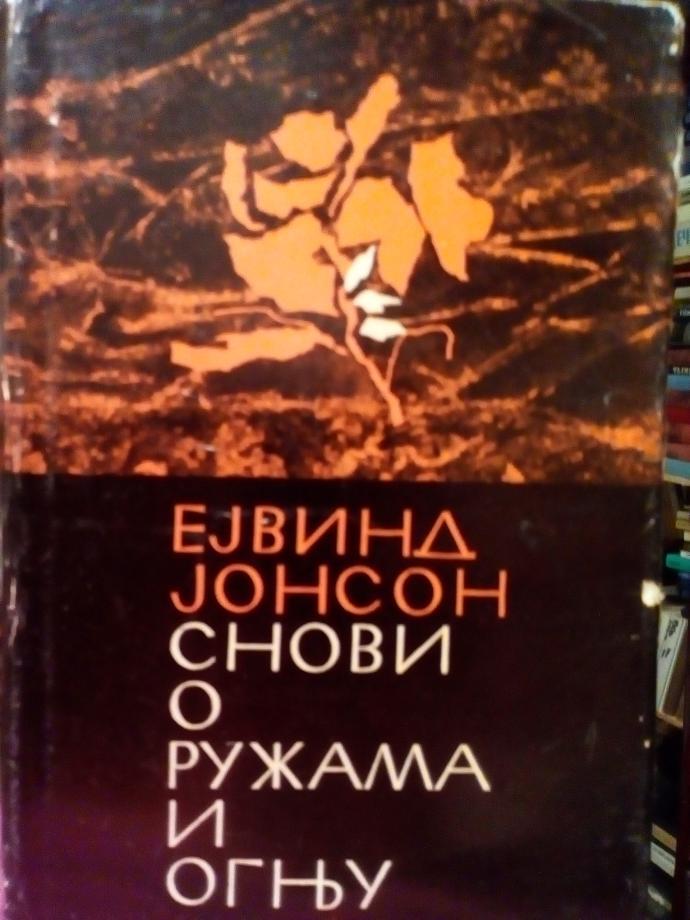 ЕЈВИНД
ЈОНСОН
СНОВИ
О
РУЖАМА
И
ОГЊУ